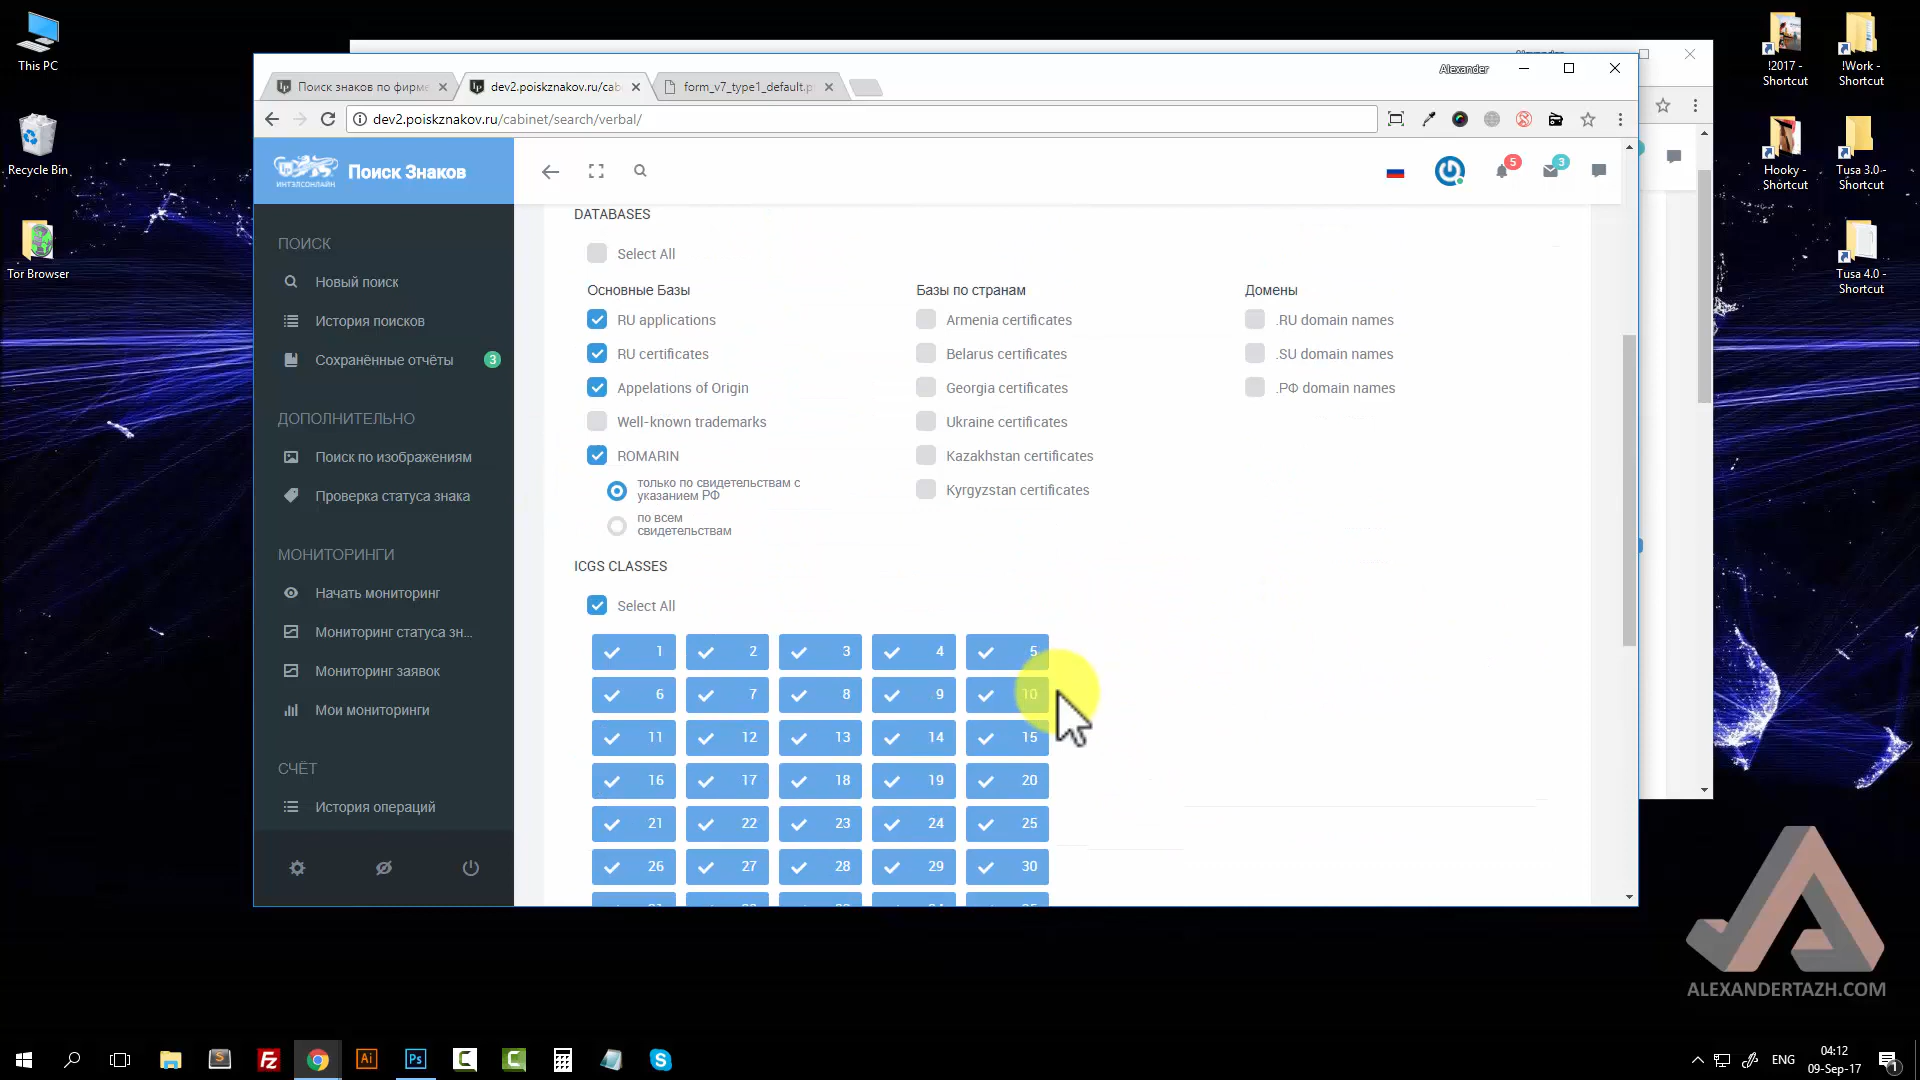 This PC
Recycle Bin
Tor Browser
!2017 - Shortcut
!Work - Shortcut
Hooky - Shortcut
Tusa 3.0 - Shortcut
Tusa 4.0 - Shortcut
Alexander
Поиск знаков по фирме
dev2.poiskznakov.ru/cab
form_v7_type1_default.p
dev2.poiskznakov.ru/cabinet/search/verbal/
ИНТЭЛСОНЛАЙН
Поиск Знаков
5
3
ПОИСК
Новый поиск
История поисков
Сохранённые отчёты 3
ДОПОЛНИТЕЛЬНО
Поиск по изображениям
Проверка статуса знака
МОНИТОРИНГИ
Начать мониторинг
Мониторинг статуса зн...
Мониторинг заявок
Мои мониторинги
СЧЁТ
История операций
DATABASES
Select All
Основные Базы
RU applications
RU certificates
Appelations of Origin
Well-known trademarks
ROMARIN
только по свидетельствам с
указанием РФ
по всем
свидетельствам
Базы по странам
Armenia certificates
Belarus certificates
Georgia certificates
Ukraine certificates
Kazakhstan certificates
Kyrgyzstan certificates
Домены
.RU domain names
.SU domain names
.РФ domain names
ICGS CLASSES
Select All
1 2 3 4 5
6 7 8 9 10
11 12 13 14 15
16 17 18 19 20
21 22 23 24 25
26 27 28 29 30
ALEXANDERTAZH.COM
ENG
04:12
09-Sep-17
1